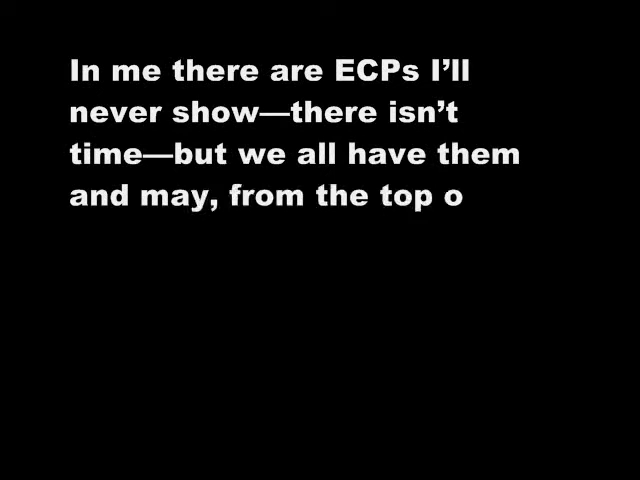 In me there are ECPs I’ll
never show—there isn’t
time—but we all have them
and may, from the top o